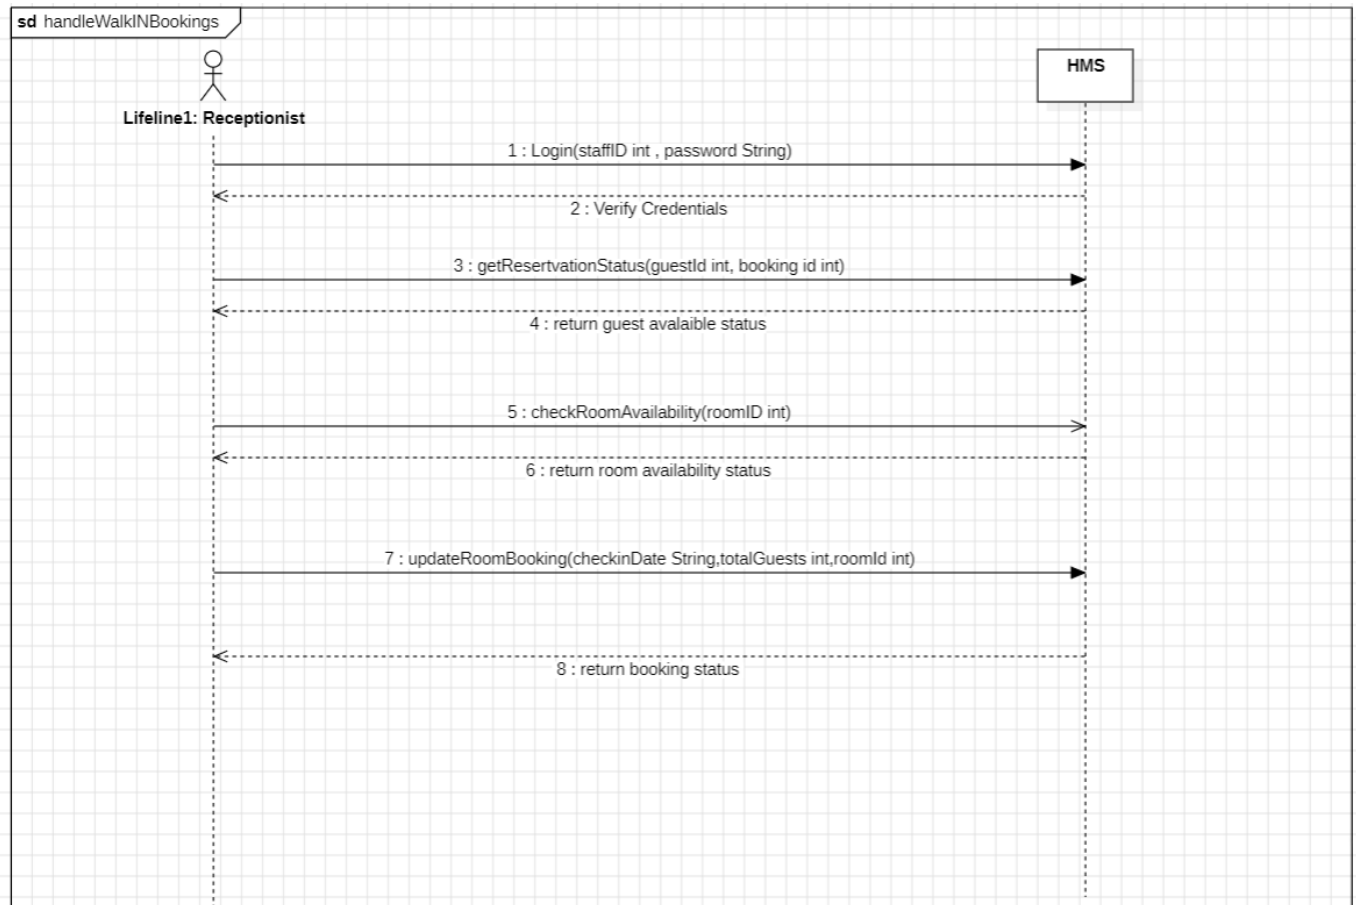 sd handleWalkINBookings
HMS
Lifeline1: Receptionist
1 : Login(staffID int , password String)
2 : Verify Credentials
3 : getResertvationStatus(guestId int, booking id int)
4 : return guest avalaible status
5 : checkRoomAvailability(roomID int)
6 : return room availability status
7 : updateRoomBooking(checkinDate String,totalGuests int,roomId int)
8 : return booking status